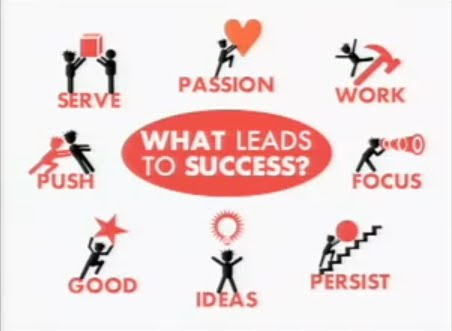 SERVE
PASSION
WORK
PUSH
WHAT LEADS
TO SUCCESS?
FOCUS
GOOD
IDEAS
PERSIST